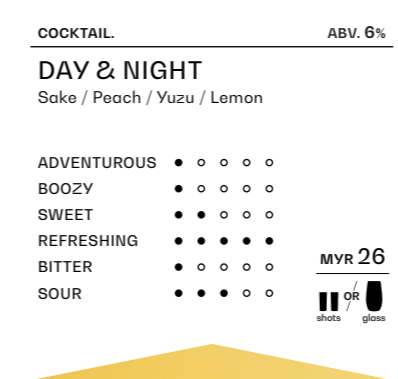 COCKTAIL. ABV. 6%
DAY & NIGHT
Sake / Peach / Yuzu / Lemon
ADVENTUROUS
BOOZY
SWEET
REFRESHING
BITTER
SOUR
MYR 26
OR
shots glass